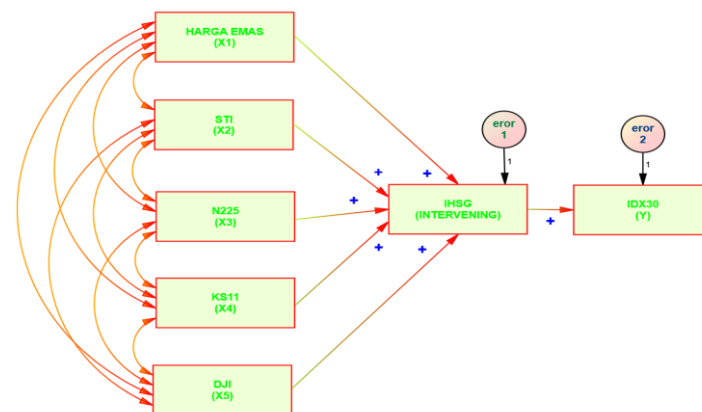 HARGA EMAS
(X1)
STI
(X2)
N225
(X3)
KS11
(X4)
DJI
(X5)
+
+
+
+
+
eror
1
1
IHSG
(INTERVENING)
+
eror
2
1
IDX30
(Y)